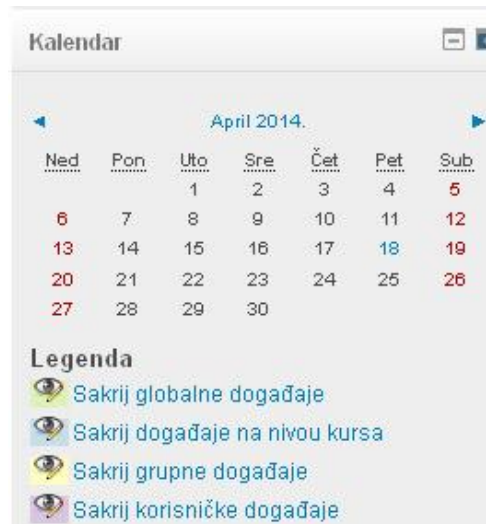 Kalendar
◄ April 2014. ►
Ned Pon Uto Sre Čet Pet Sub
1 2 3 4 5
6 7 8 9 10 11 12
13 14 15 16 17 18 19
20 21 22 23 24 25 26
27 28 29 30
Legenda
Sakrij globalne događaje
Sakrij događaje na nivou kursa
Sakrij grupne događaje
Sakrij korisničke događaje